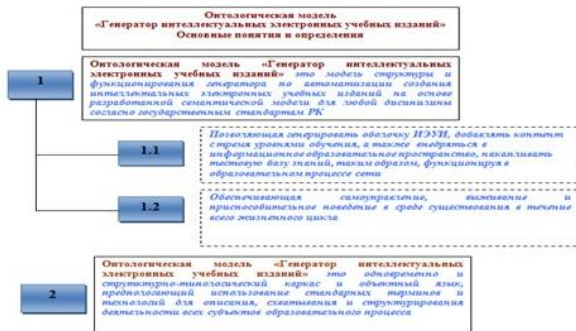 Онтологическая модель
«Генератор интеллектуальных электронных учебных изданий»
Основные понятия и определения
1
Онтологическая модель «Генератор интеллектуальных
электронных учебных изданий» это модель структуры и
функционирования генератора по автоматизации создания
интеллектальных электронных учебных изданий на основе
разработанной семантической модели для любой дисциплины
согласно государственным стандартам РК
1.1
Позволяющая генерировать оболочку ИЭУИ, добавлять контент
с тремя уровнями обучения, а также внедряться в
информационное образовательное пространство, накапливать
тестовую базу знаний, таким образом, функционируя в
образовательном процессе сети
1.2
Обеспечивающая самоуправление, выживание и
приспособительное поведение в среде существования в течение
всего жизненного цикла
2
Онтологическая модель «Генератор интеллектуальных
электронных учебных изданий» это одновременно и
структурно-типологический каркас и объектный язык,
предполагающий использование стандартных терминов и
технологий для описания, схватывания и структурирования
деятельности всех субъектов образовательного процесса